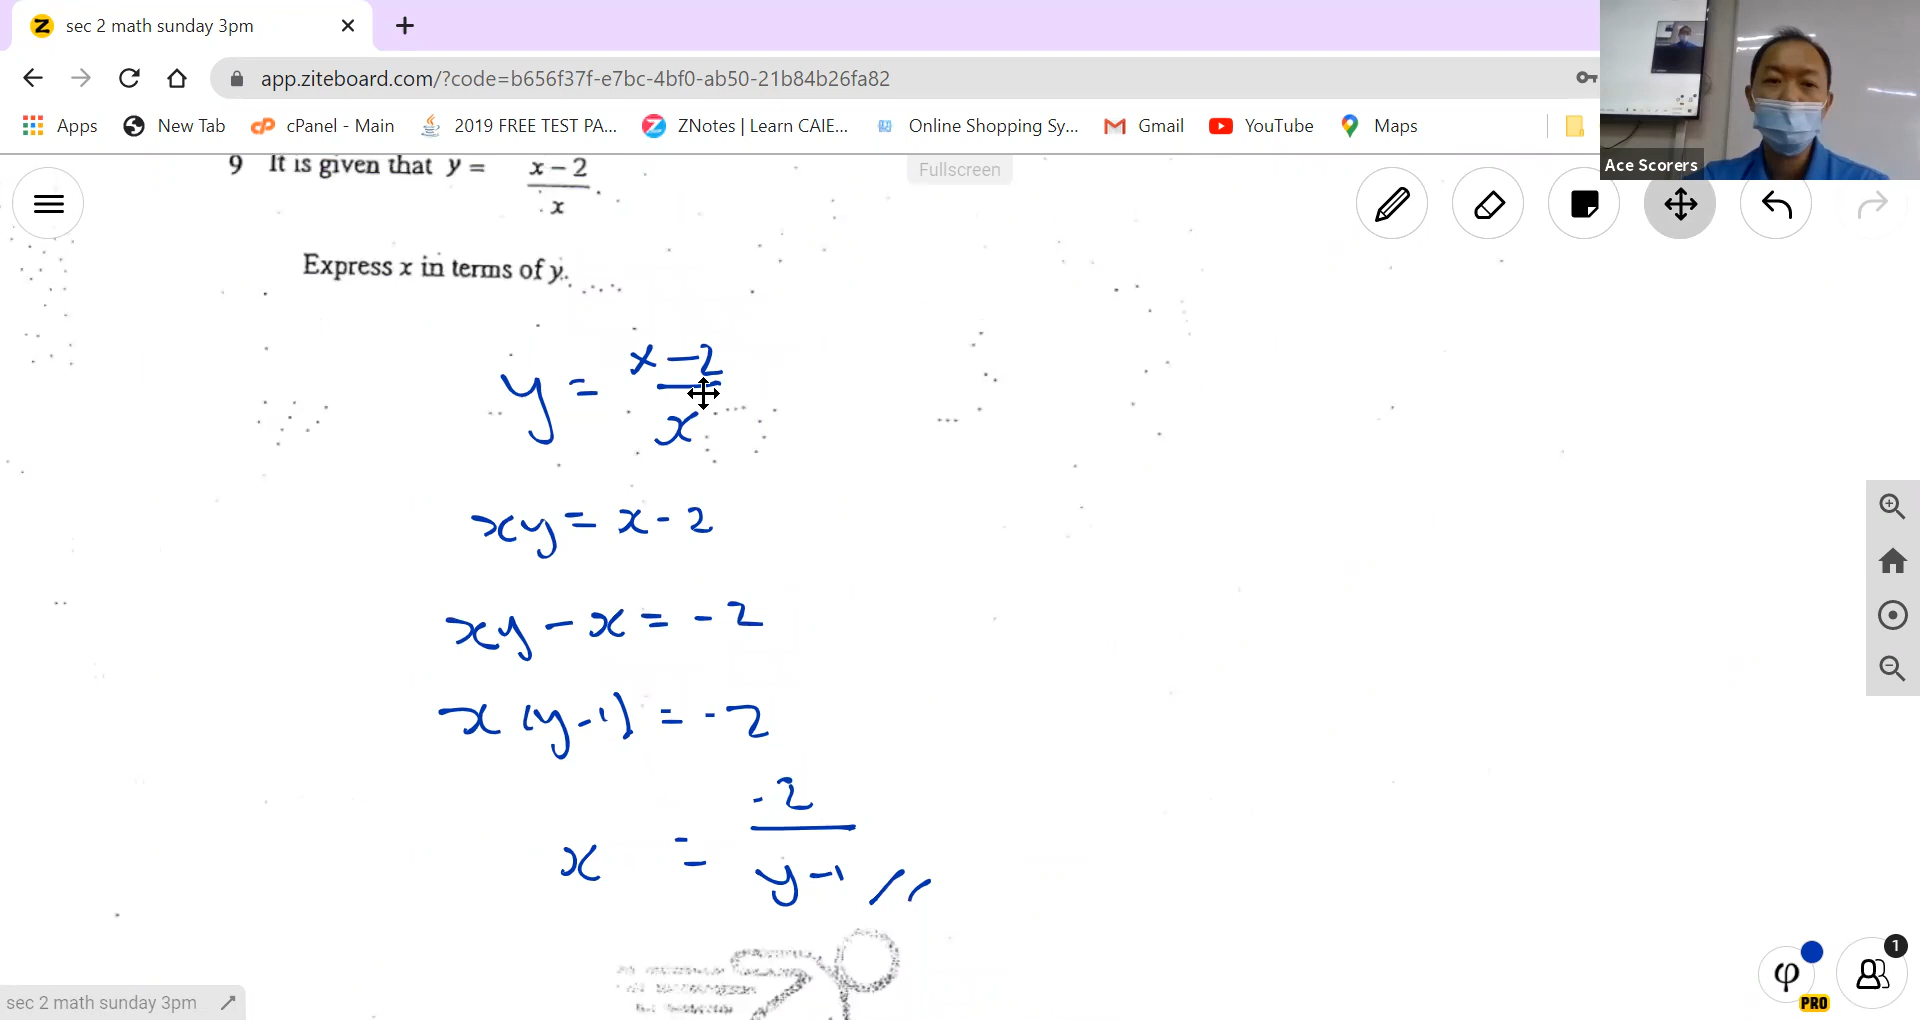 sec 2 math sunday 3pm
app.ziteboard.com/?code=b656f37f-e7bc-4bf0-ab50-21b84b26fa82
Apps New Tab cPanel - Main 2019 FREE TEST PA... ZNotes | Learn CAIE... Online Shopping Sy... Gmail YouTube Maps
Ace Scorers
Fullscreen
9 It is given that y = x – 2 / x .
Express x in terms of y.
y = x – 2 / x
xy = x - 2
xy – x = - 2
x (y - 1) = - 2
x = - 2 / y – 1 //
1
φ
PRO
sec 2 math sunday 3pm